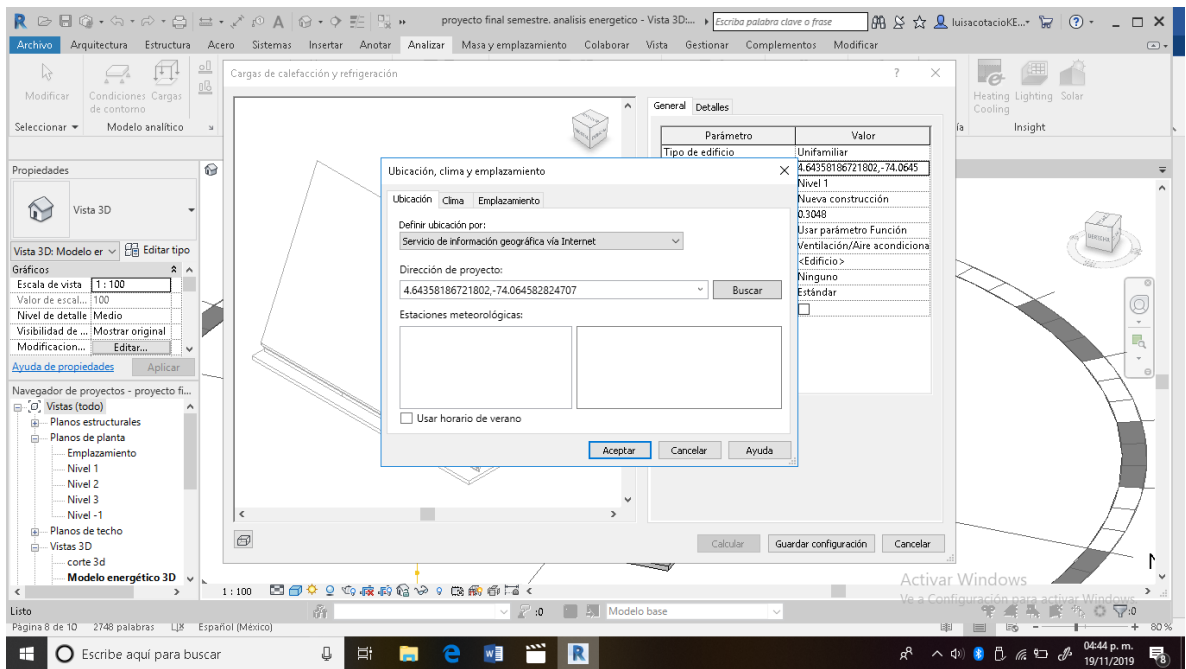 proyecto final semestre. analisis energetico - Vista 3D:...
Escriba palabra clave o frase
luisacotacioKE...
Archivo Arquitectura Estructura Acero Sistemas Insertar Anotar Analizar Masa y emplazamiento Colaborar Vista Gestionar Complementos Modificar
Modificar
Condiciones de contorno
Cargas
Heating Cooling
Lighting
Solar
Seleccionar
Modelo analítico
ía
Insight
Cargas de calefacción y refrigeración
General Detalles
Parámetro Valor
Tipo de edificio Unifamiliar
4.64358186721802,-74.0645
Nivel 1
Nueva construcción
0.3048
Usar parámetro Función
Ventilación/Aire acondiciona
<Edificio>
Ninguno
Estándar
Calcular Guardar configuración Cancelar
Ubicación, clima y emplazamiento
Ubicación Clima Emplazamiento
Definir ubicación por:
Servicio de información geográfica vía Internet
Dirección de proyecto:
4.64358186721802,-74.064582824707
Buscar
Estaciones meteorológicas:
Usar horario de verano
Aceptar Cancelar Ayuda
Propiedades
Vista 3D
Vista 3D: Modelo er
Editar tipo
Gráficos
Escala de vista 1 : 100
Valor de escal... 100
Nivel de detalle Medio
Visibilidad de ... Mostrar original
Modificacion... Editar...
Ayuda de propiedades Aplicar
Navegador de proyectos - proyecto fi...
Vistas (todo)
Planos estructurales
Planos de planta
Emplazamiento
Nivel 1
Nivel 2
Nivel 3
Nivel -1
Planos de techo
Vistas 3D
corte 3d
Modelo energético 3D
1 : 100
Activar Windows
Ve a Configuración para activar Windows.
Listo
:0
Modelo base
:0
Página 8 de 10 2748 palabras Español (México)
80 %
Escribe aquí para buscar
04:44 p. m.
19/11/2019